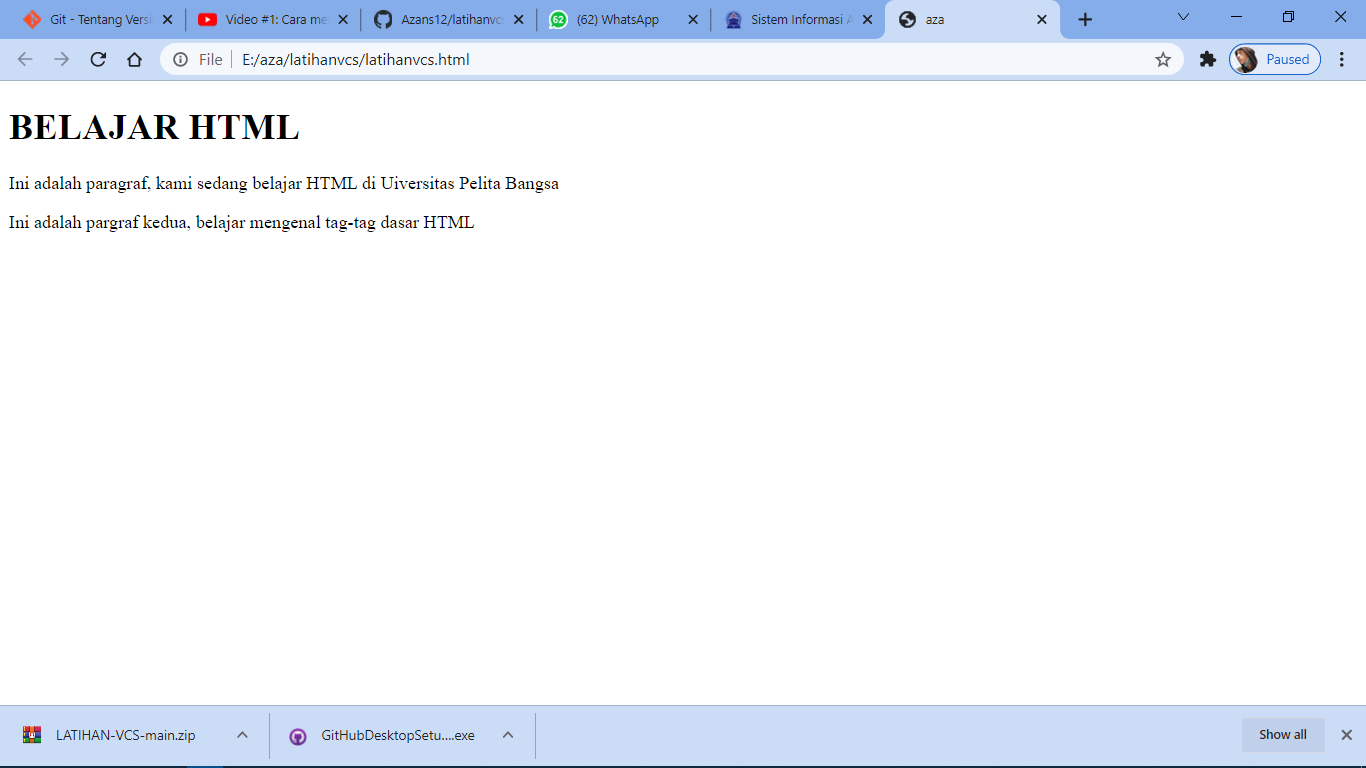 Git - Tentang Versi
Video #1: Cara me
Azans12/latihanvc
(62) WhatsApp
Sistem Informasi A
aza
File
E:/aza/latihanvcs/latihanvcs.html
Paused
BELAJAR HTML
Ini adalah paragraf, kami sedang belajar HTML di Uiversitas Pelita Bangsa
Ini adalah pargraf kedua, belajar mengenal tag-tag dasar HTML
LATIHAN-VCS-main.zip
GitHubDesktopSetu....exe
Show all